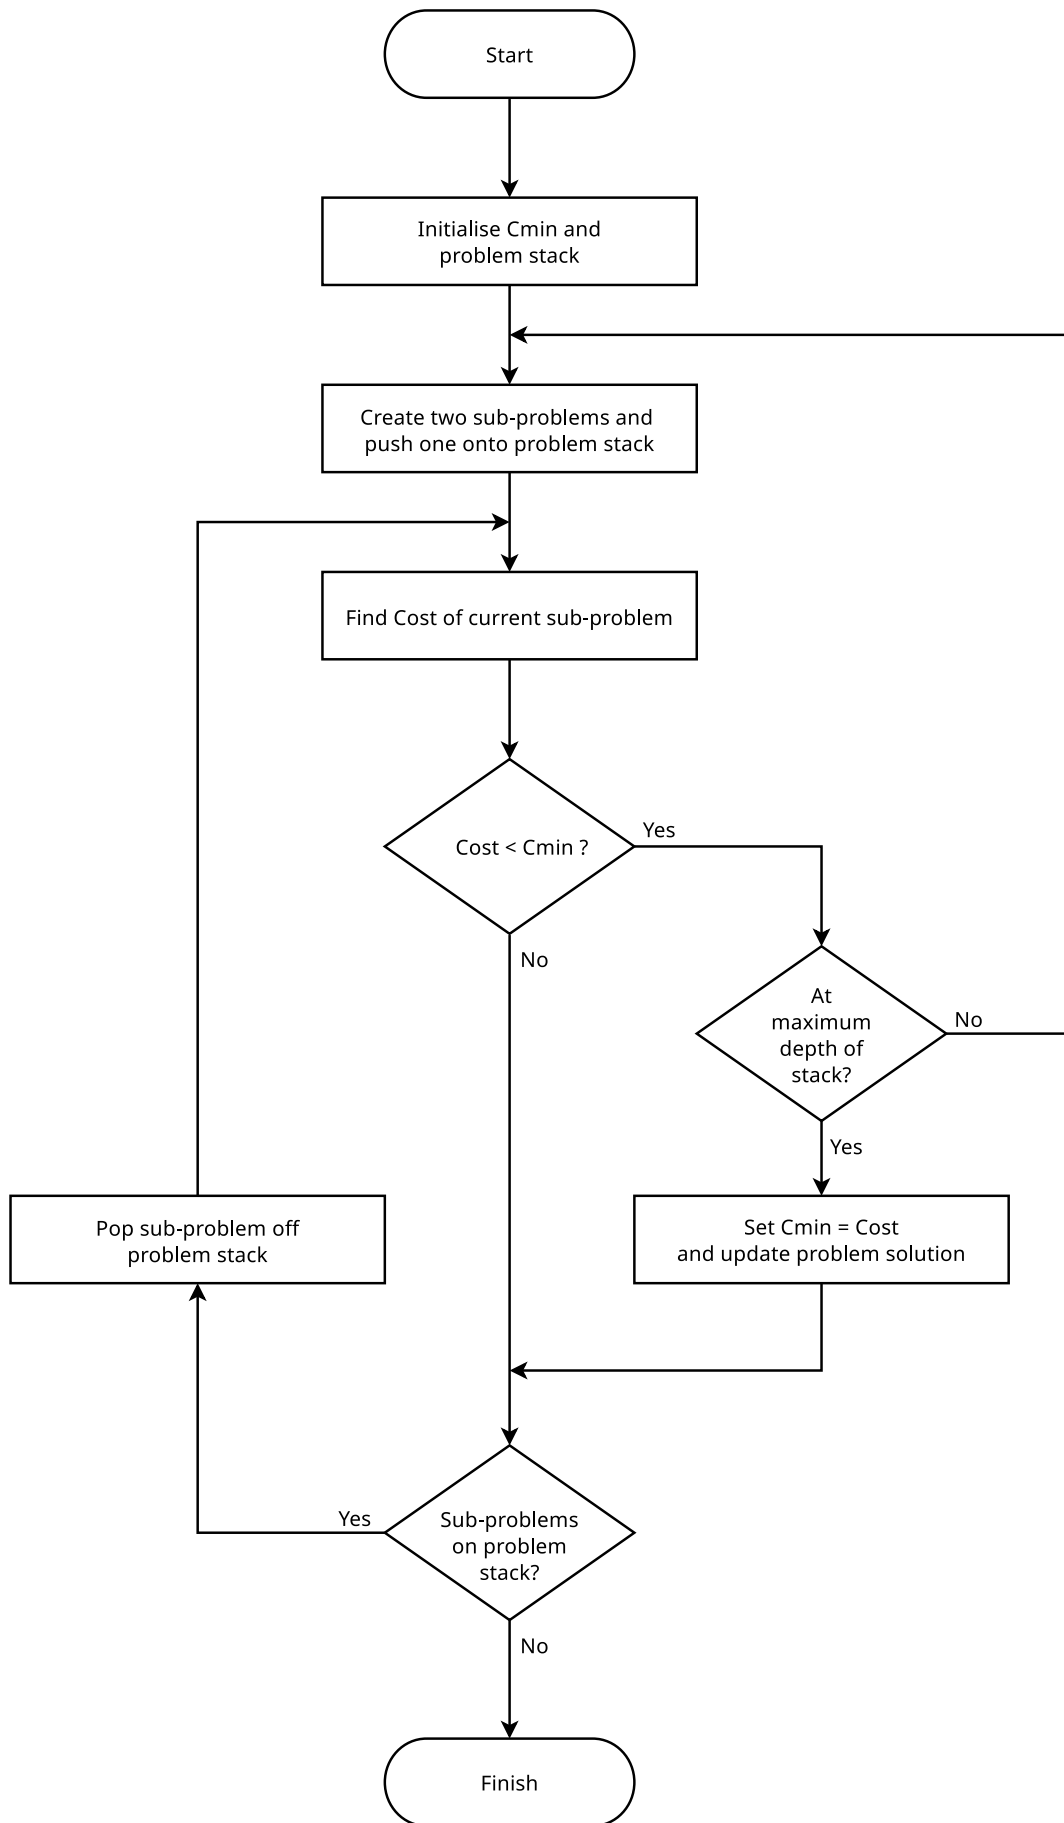 Start
Initialise Cmin and
problem stack
Create two sub-problems and
push one onto problem stack
Find Cost of current sub-problem
Cost < Cmin ?
Yes
No
At
maximum
depth of
stack?
No
Yes
Pop sub-problem off
problem stack
Set Cmin = Cost
and update problem solution
Yes
Sub-problems
on problem
stack?
No
Finish